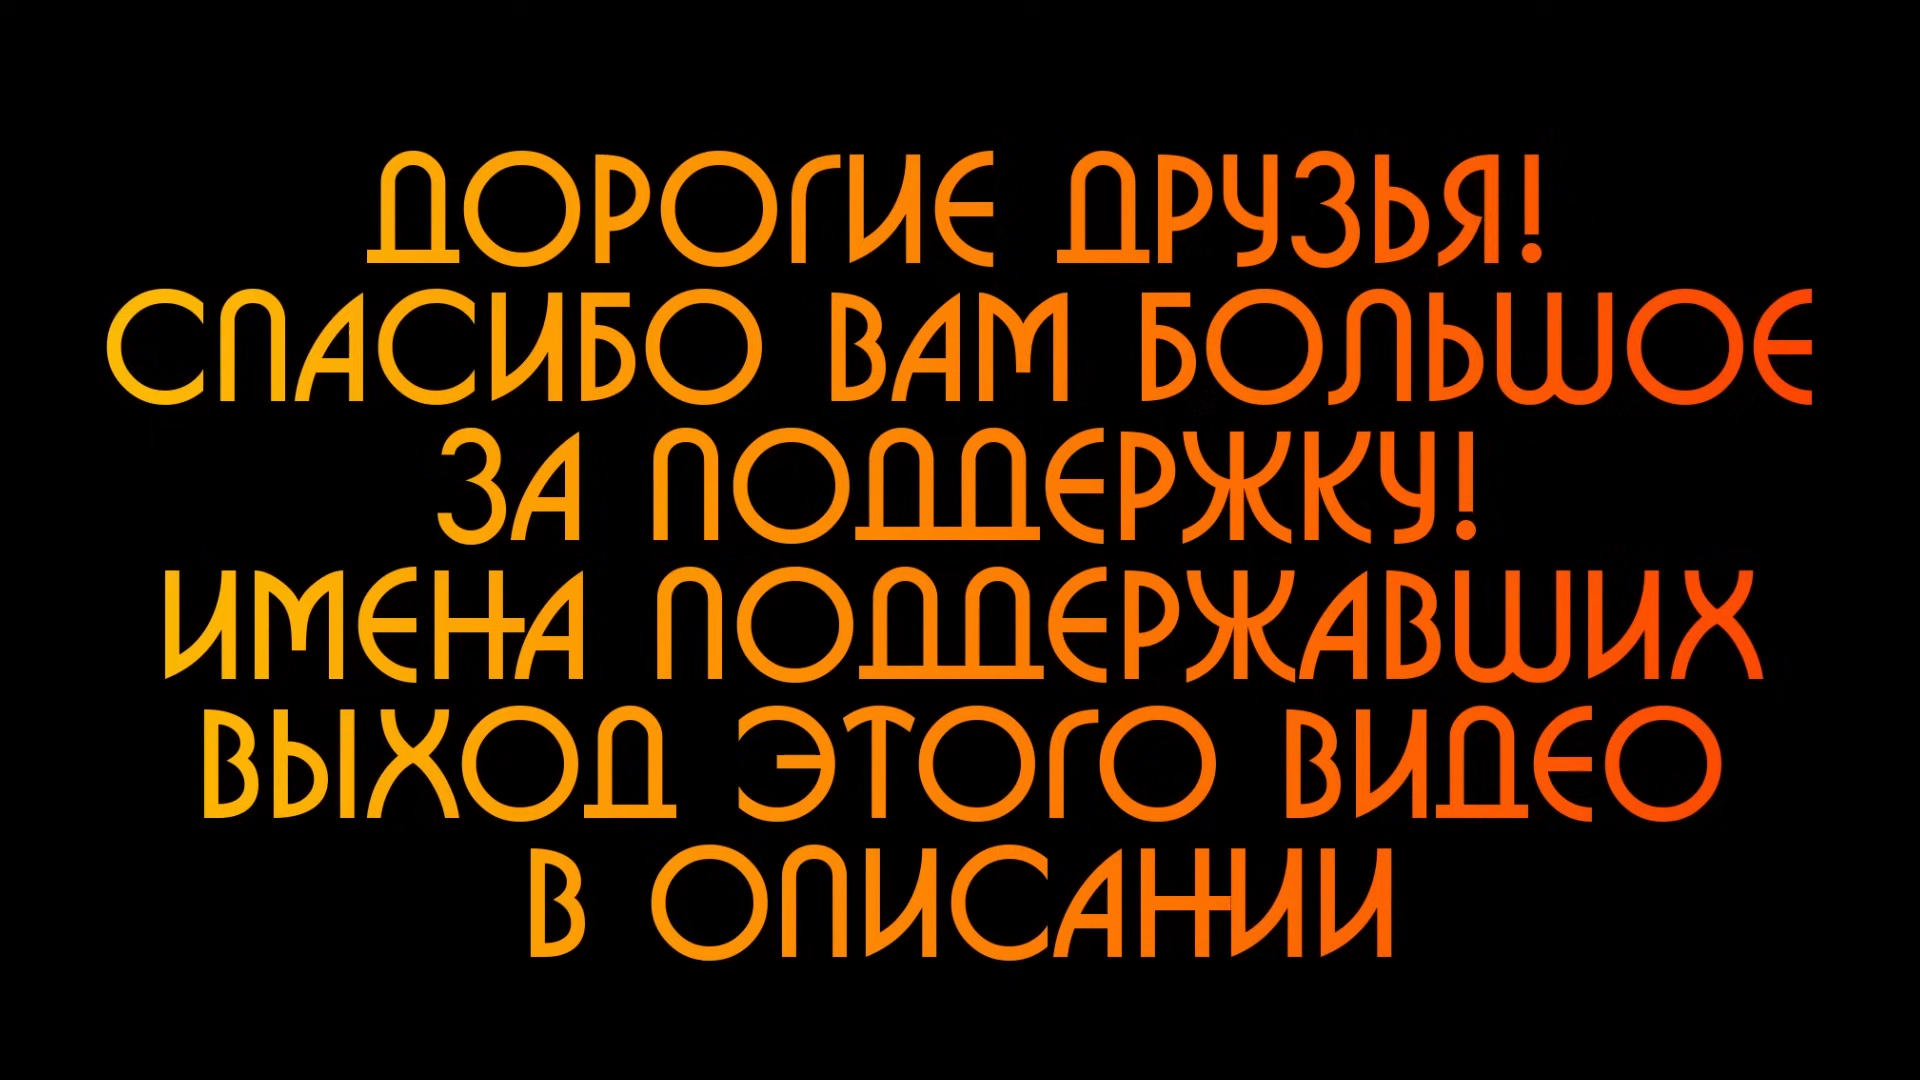 ДОРОГИЕ ДРУЗЬЯ!
СПАСИБО ВАМ БОЛЬШОЕ
ЗА ПОДДЕРЖКУ!
ИМЕНА ПОДДЕРЖАВШИХ
ВЫХОД ЭТОГО ВИДЕО
В ОПИСАНИИ